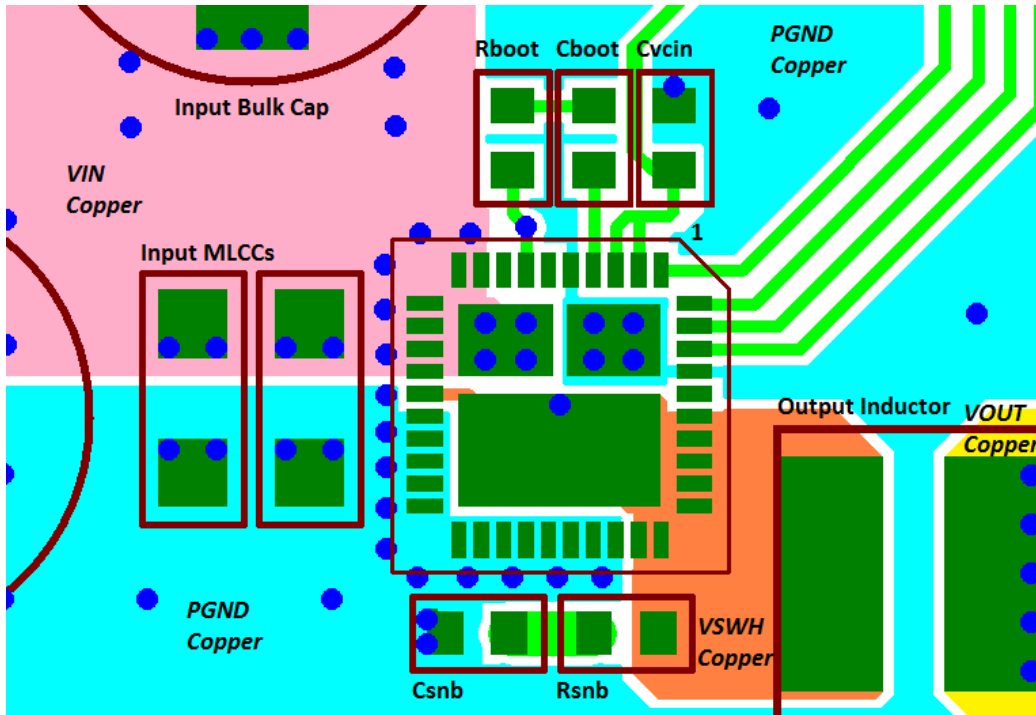 Rboot Cboot Cvcin
PGND
Copper
Input Bulk Cap
VIN
Copper
1
Input MLCCs
Output Inductor
VOUT
Copper
PGND
Copper
VSWH
Copper
Csnb
Rsnb